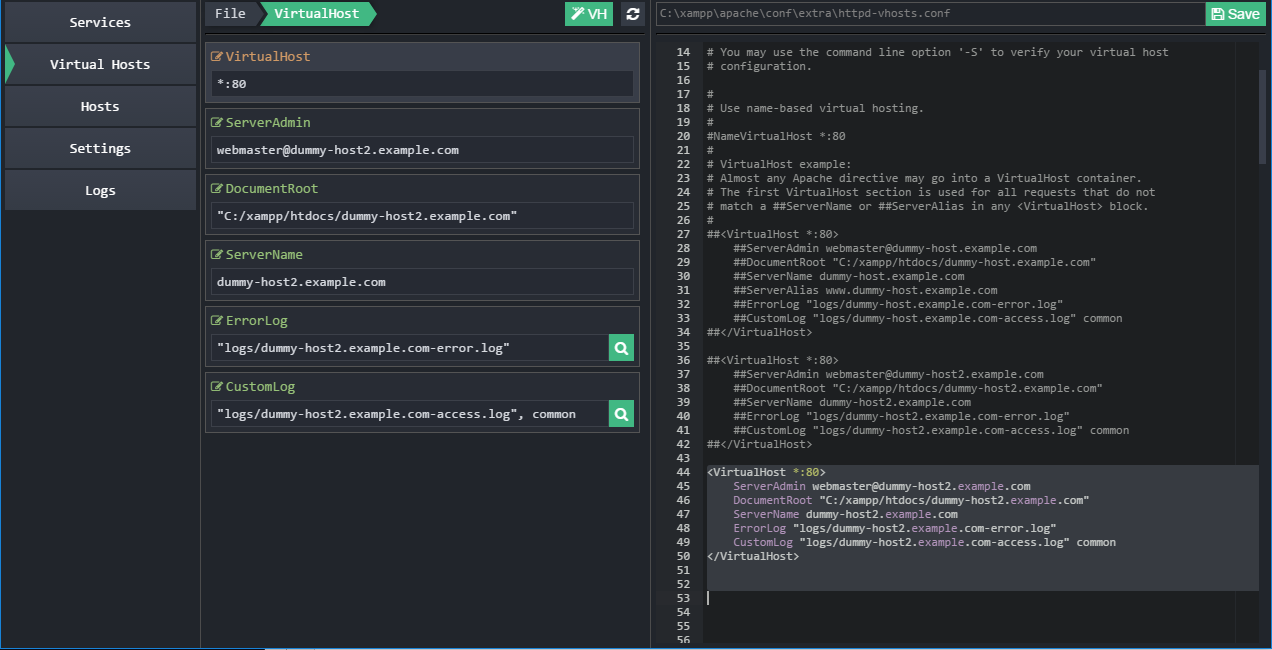 Services
Virtual Hosts
Hosts
Settings
Logs
File
VirtualHost
VH
VirtualHost
*:80
ServerAdmin
webmaster@dummy-host2.example.com
DocumentRoot
"C:/xampp/htdocs/dummy-host2.example.com"
ServerName
dummy-host2.example.com
ErrorLog
"logs/dummy-host2.example.com-error.log"
CustomLog
"logs/dummy-host2.example.com-access.log", common
C:\xampp\apache\conf\extra\httpd-vhosts.conf
Save
14 # You may use the command line option '-S' to verify your virtual host
15 # configuration.
16
17 #
18 # Use name-based virtual hosting.
19 #
20 #NameVirtualHost *:80
21 #
22 # VirtualHost example:
23 # Almost any Apache directive may go into a VirtualHost container.
24 # The first VirtualHost section is used for all requests that do not
25 # match a ##ServerName or ##ServerAlias in any <VirtualHost> block.
26 #
27 ##<VirtualHost *:80>
28 ##ServerAdmin webmaster@dummy-host.example.com
29 ##DocumentRoot "C:/xampp/htdocs/dummy-host.example.com"
30 ##ServerName dummy-host.example.com
31 ##ServerAlias www.dummy-host.example.com
32 ##ErrorLog "logs/dummy-host.example.com-error.log"
33 ##CustomLog "logs/dummy-host.example.com-access.log" common
34 ##</VirtualHost>
35
36 ##<VirtualHost *:80>
37 ##ServerAdmin webmaster@dummy-host2.example.com
38 ##DocumentRoot "C:/xampp/htdocs/dummy-host2.example.com"
39 ##ServerName dummy-host2.example.com
40 ##ErrorLog "logs/dummy-host2.example.com-error.log"
41 ##CustomLog "logs/dummy-host2.example.com-access.log" common
42 ##</VirtualHost>
43
44 <VirtualHost *:80>
45 ServerAdmin webmaster@dummy-host2.example.com
46 DocumentRoot "C:/xampp/htdocs/dummy-host2.example.com"
47 ServerName dummy-host2.example.com
48 ErrorLog "logs/dummy-host2.example.com-error.log"
49 CustomLog "logs/dummy-host2.example.com-access.log" common
50 </VirtualHost>
51
52
53
54
55
56